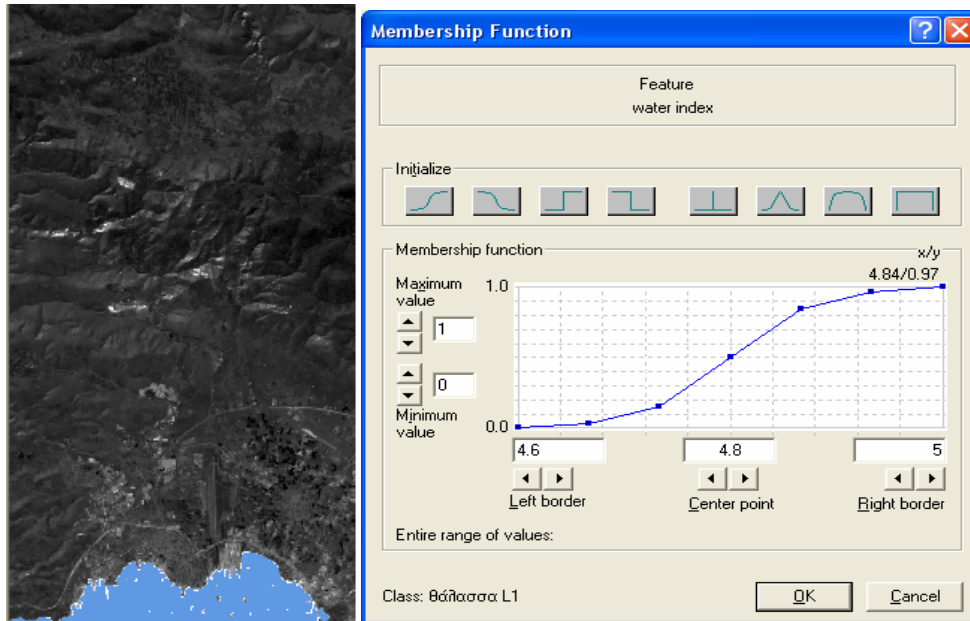 Membership Function
Feature
water index
Initialize
Membership function
x/y
4.84/0.97
Maximum
value
1
0
Minimum
value
1.0
0.0
4.6
4.8
5
Left border
Center point
Right border
Entire range of values:
Class: θάλασσα L1
OK
Cancel